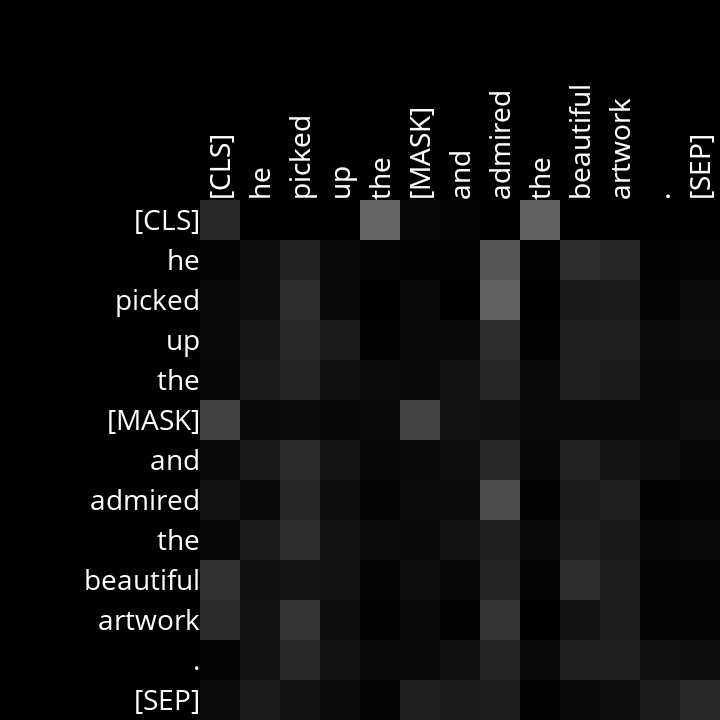 [CLS] he picked up the [MASK] and admired the beautiful artwork . [SEP]
[CLS]
he
picked
up
the
[MASK]
and
admired
the
beautiful
artwork
.
[SEP]